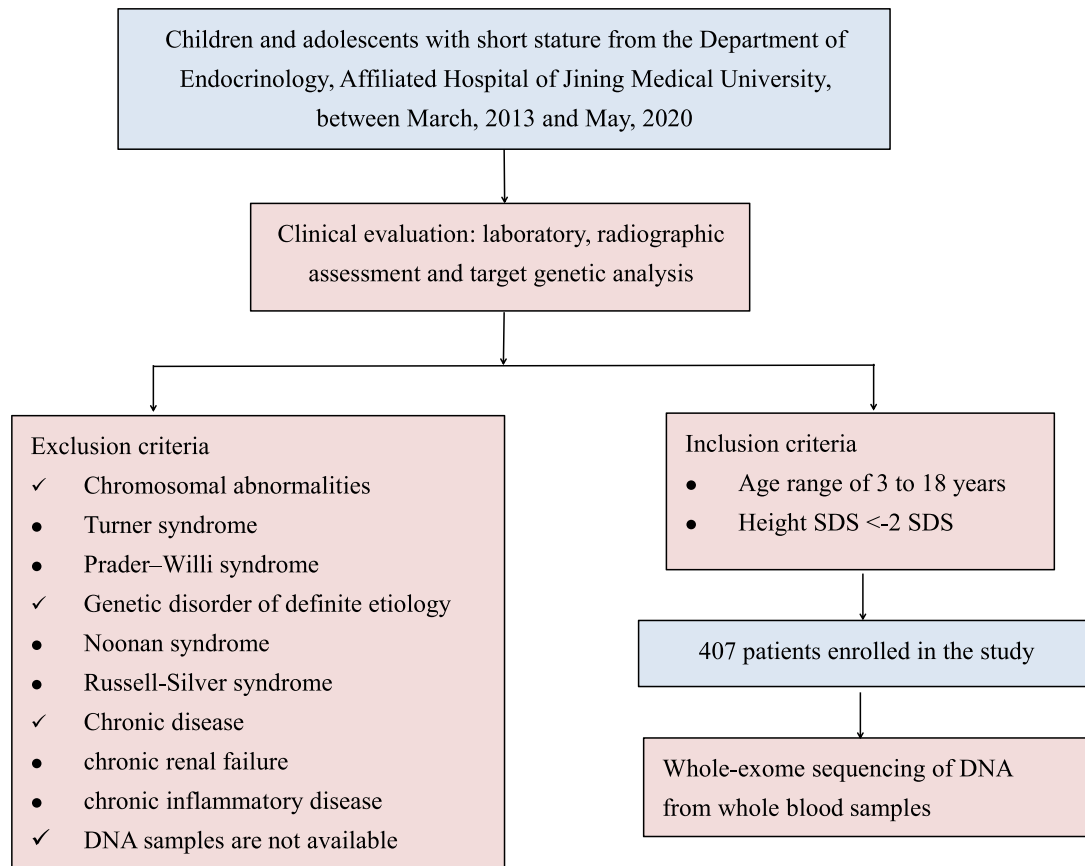 Children and adolescents with short stature from the Department of
Endocrinology, Affiliated Hospital of Jining Medical University,
between March, 2013 and May, 2020
Clinical evaluation: laboratory, radiographic
assessment and target genetic analysis
Exclusion criteria
✓ Chromosomal abnormalities
● Turner syndrome
● Prader–Willi syndrome
✓ Genetic disorder of definite etiology
● Noonan syndrome
● Russell-Silver syndrome
✓ Chronic disease
● chronic renal failure
● chronic inflammatory disease
✓ DNA samples are not available
Inclusion criteria
● Age range of 3 to 18 years
● Height SDS <-2 SDS
407 patients enrolled in the study
Whole-exome sequencing of DNA
from whole blood samples